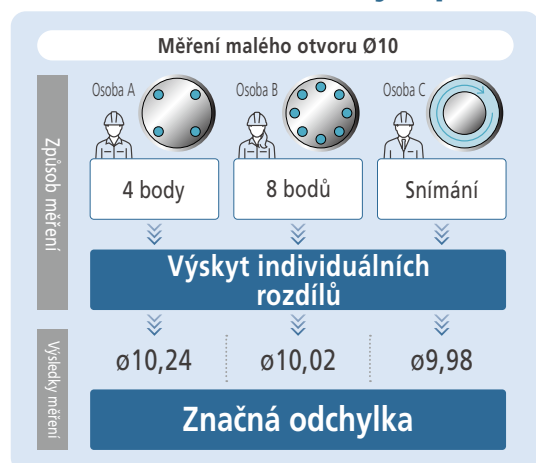 Měření malého otvoru Ø10
Způsob měření
Osoba A
Osoba B
Osoba C
4 body
8 bodů
Snímání
Výskyt individuálních
rozdílů
Výsledky měření
ø10,24
ø10,02
ø9,98
Značná odchylka